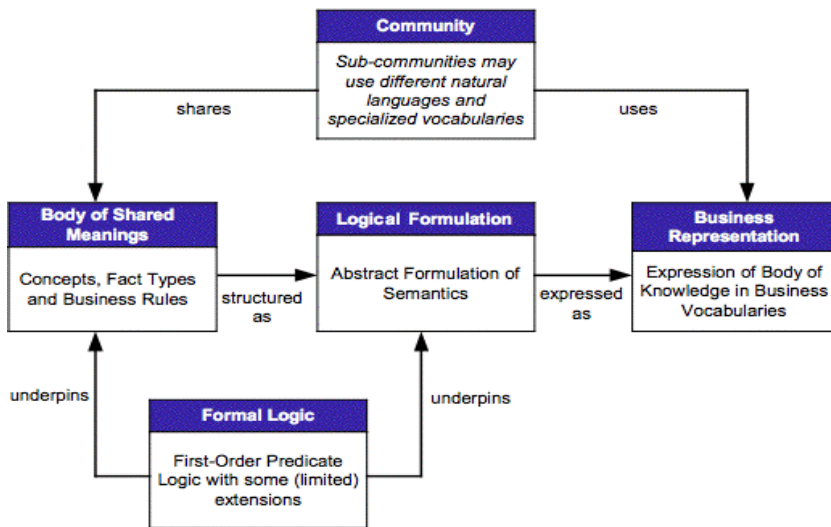 Community
Sub-communities may
use different natural
languages and
specialized vocabularies
shares
uses
Body of Shared
Meanings
Concepts, Fact Types
and Business Rules
structured
as
Logical Formulation
Abstract Formulation of
Semantics
expressed
as
Business
Representation
Expression of Body of
Knowledge in Business
Vocabularies
underpins
underpins
Formal Logic
First-Order Predicate
Logic with some (limited)
extensions